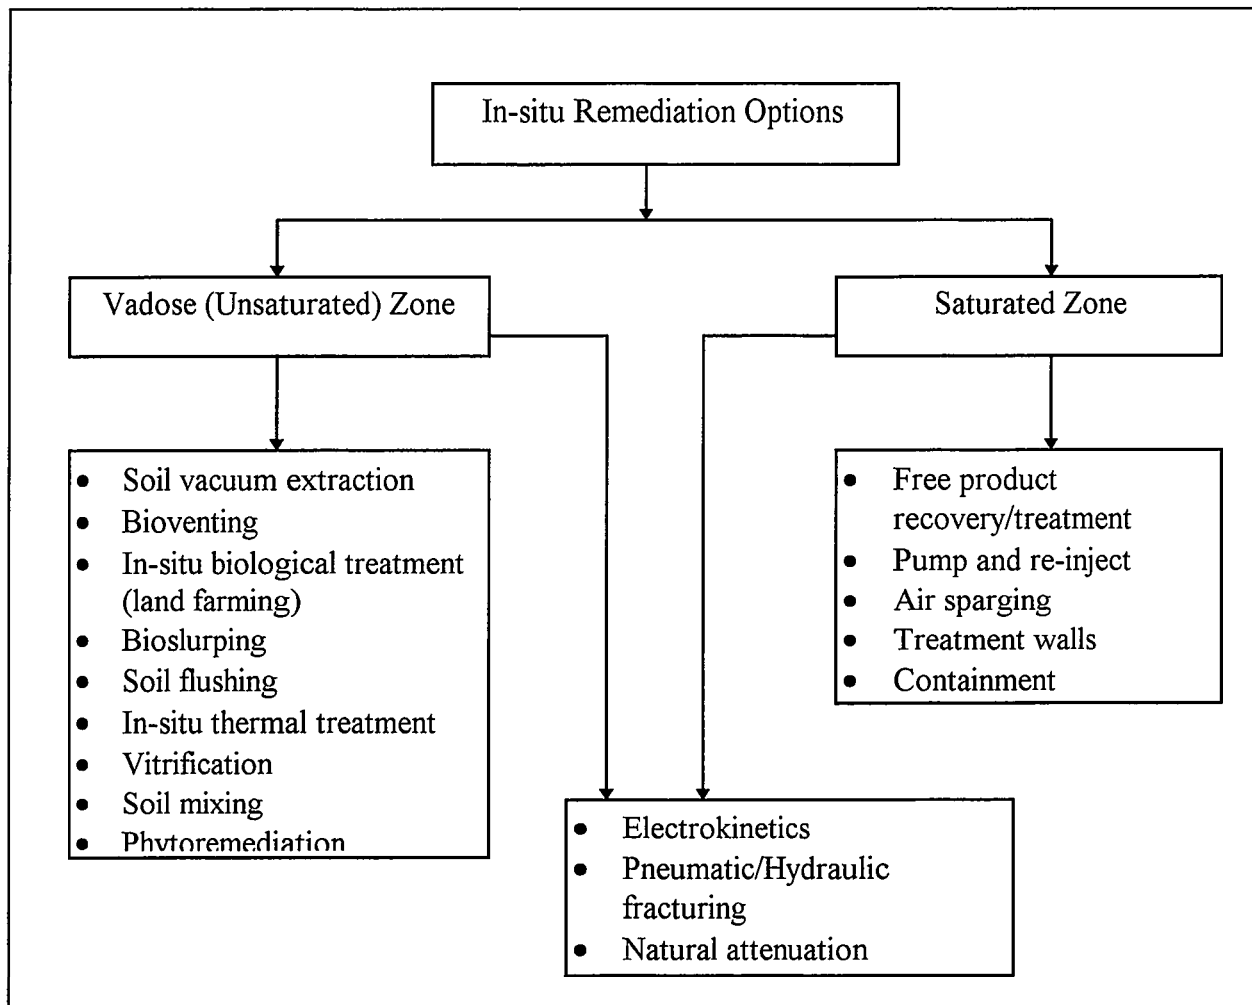 In-situ Remediation Options
Vadose (Unsaturated) Zone
Saturated Zone
• Soil vacuum extraction
• Bioventing
• In-situ biological treatment
(land farming)
• Bioslurping
• Soil flushing
• In-situ thermal treatment
• Vitrification
• Soil mixing
• Phytoremediation
• Free product
recovery/treatment
• Pump and re-inject
• Air sparging
• Treatment walls
• Containment
• Electrokinetics
• Pneumatic/Hydraulic
fracturing
• Natural attenuation